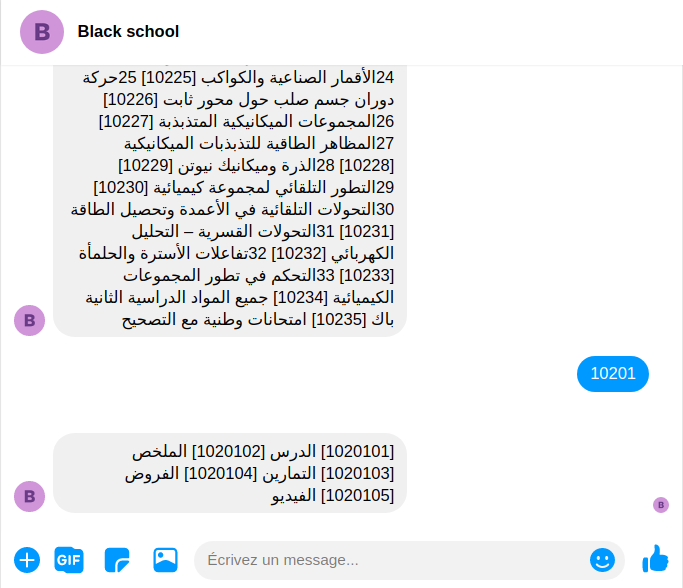 Black school
24الأقمار الصناعية والكواكب [10225] 25حركة
دوران جسم صلب حول محور ثابت [10226]
26المجموعات الميكانيكية المتذبذبة [10227]
27المظاهر الطاقية للتذبذبات الميكانيكية
[10228] 28الذرة وميكانيك نيوتن [10229]
29التطور التلقائي لمجموعة كيميائية [10230]
30التحولات التلقائية في الأعمدة وتحصيل الطاقة
[10231] 31التحولات القسرية – التحليل
الكهربائي [10232] 32تفاعلات الأسترة والحلمأة
[10233] 33التحكم في تطور المجموعات
الكيميائية [10234] جميع المواد الدراسية الثانية
باك [10235] امتحانات وطنية مع التصحيح
B
10201
[1020101] الدرس [1020102] الملخص
[1020103] التمارين [1020104] الفروض
[1020105] الفيديو
B
B
GIF
Écrivez un message...
B